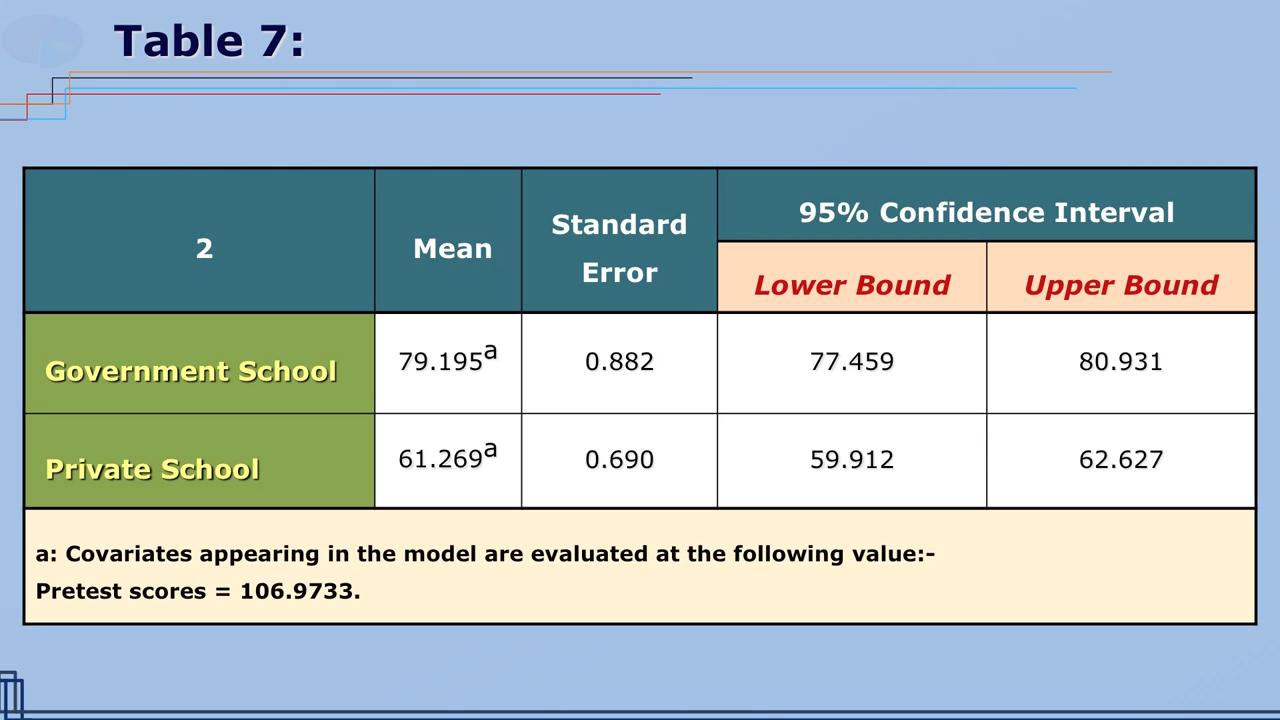 Table 7:
2 Mean Standard Error 95% Confidence Interval
Lower Bound Upper Bound
Government School 79.195a 0.882 77.459 80.931
Private School 61.269a 0.690 59.912 62.627
a: Covariates appearing in the model are evaluated at the following value:-
Pretest scores = 106.9733.